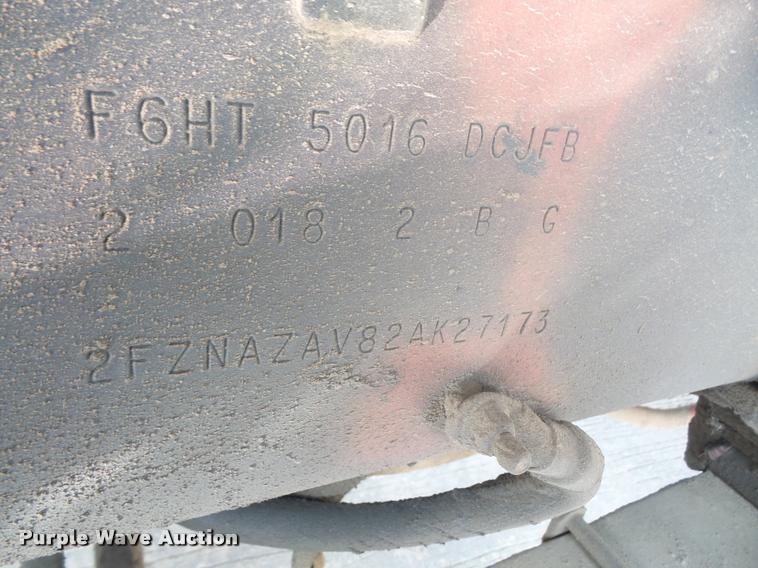 F6HT 5016 DCJFB
2 018 2 B G
2FZNAZAV82AK27173
Purple Wave Auction